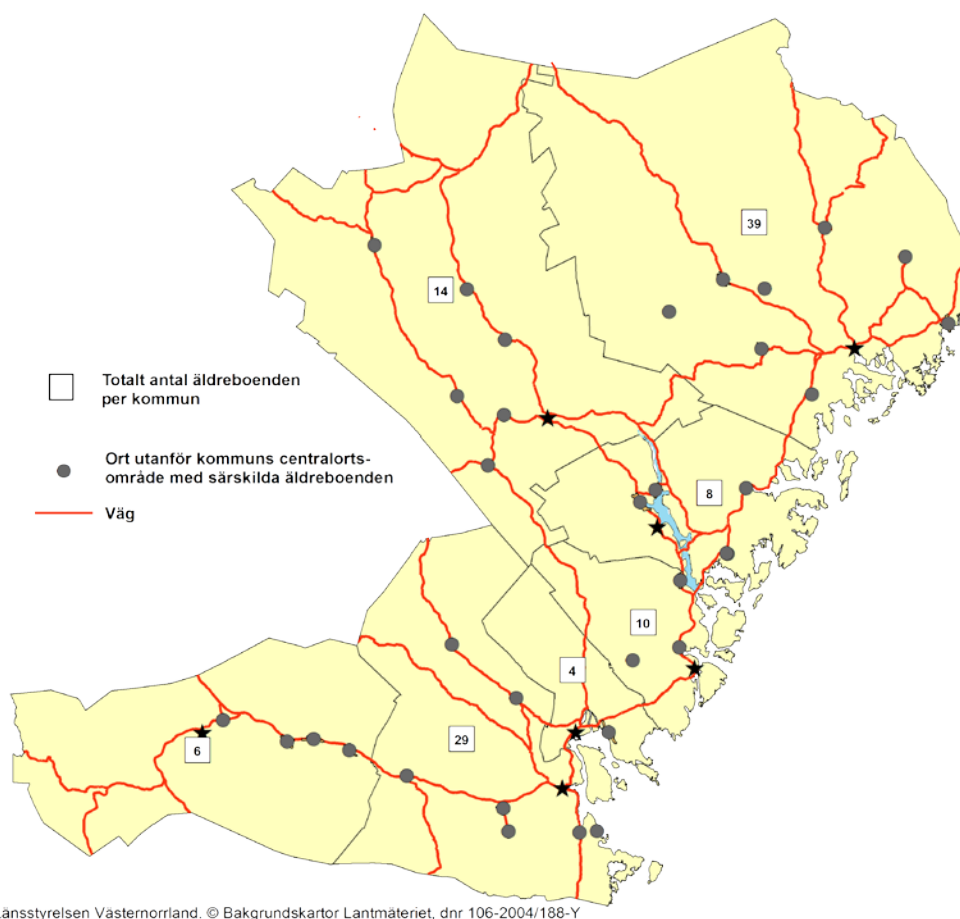 39
14
Totalt antal äldreboenden
per kommun
Ort utanför kommuns centralorts-
område med särskilda äldreboenden
8
Väg
10
4
29
6
änsstyrelsen Västernorrland. © Bakgrundskartor Lantmäteriet, dnr 106-2004/188-Y